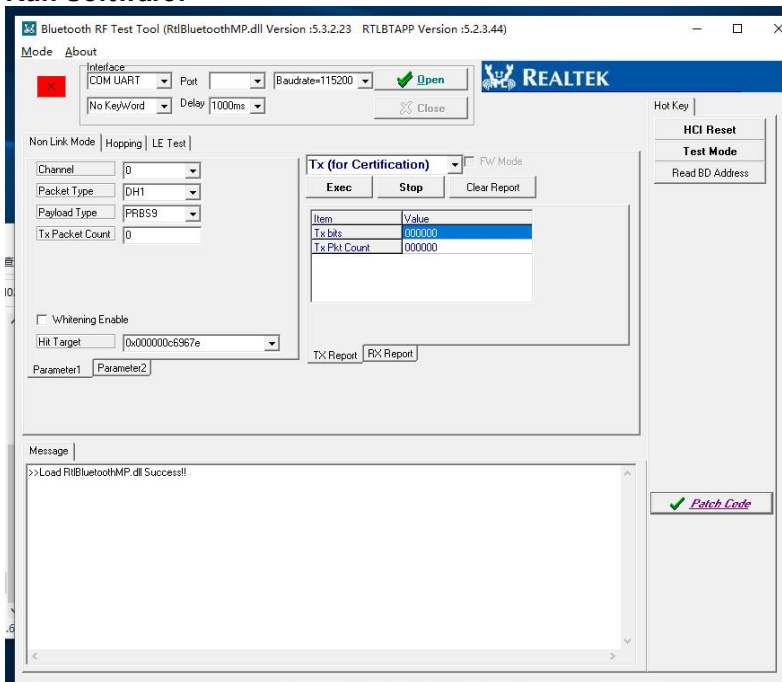 Bluetooth RF Test Tool (RtlBluetoothMP.dll Version :5.3.2.23 RTLBTAPP Version :5.2.3.44)
Mode About
Interface
COM UART Port Baudrate=115200 Open
X
No KeyWord Delay 1000ms Close
REALTEK
Hot Key
HCI Reset
Test Mode
Read BD Address
Non Link Mode Hopping LE Test
Channel 0
Packet Type DH1
Payload Type PRBS9
Tx Packet Count 0
Whitening Enable
Hit Target 0x000000c6967e
Parameter1 Parameter2
Tx (for Certification) FW Mode
Exec Stop Clear Report
Item Value
Tx bits 000000
Tx Pkt Count 000000
TX Report RX Report
Message
>>Load RtlBluetoothMP.dll Success!!
Patch Code